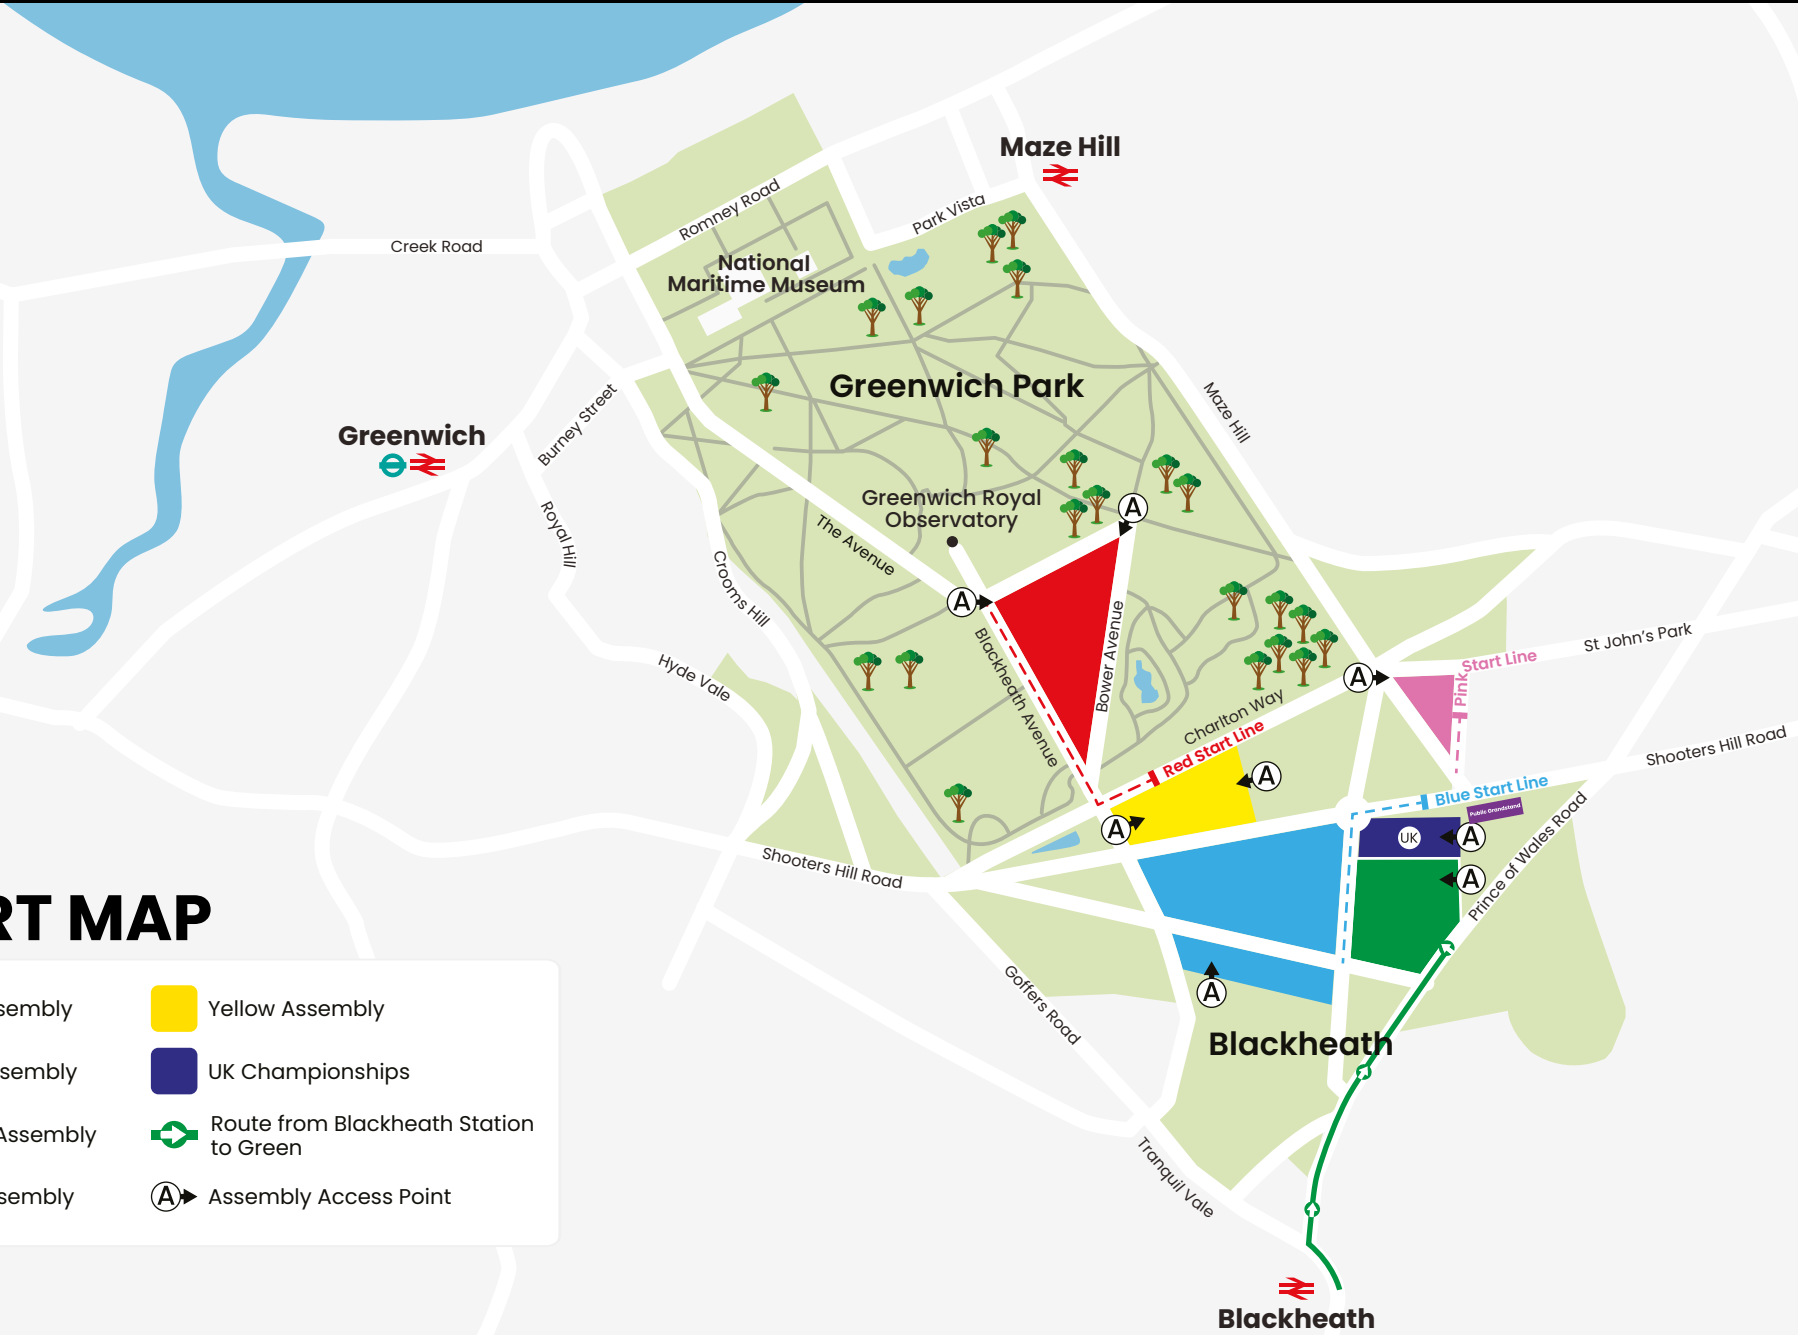 Maze Hill
Romney Road
Park Vista
Creek Road
National
Maritime Museum
Greenwich Park
Maze Hill
Burney Street
Greenwich
Greenwich Royal
Observatory
A
The Avenue
Royal Hill
Crooms Hill
A
Blackheath Avenue
Bower Avenue
St John's Park
Start Line
Pink
A
Hyde Vale
Charlton Way
Red Start Line
Shooters Hill Road
A
Blue Start Line
Public Grandstand
A
UK
A
Shooters Hill Road
A
Prince of Wales Road
RT MAP
Goffers Road
A
Blackheath
sembly
Yellow Assembly
sembly
UK Championships
Assembly
Route from Blackheath Station
to Green
sembly
A
Assembly Access Point
Tranquil Vale
Blackheath